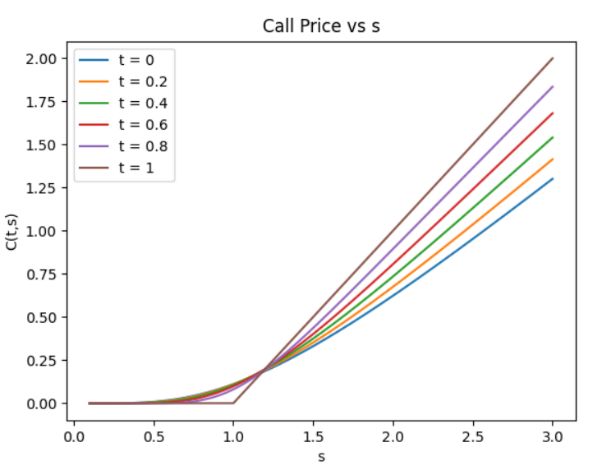 Call Price vs s
2.00
1.75
1.50
1.25
1.00
0.75
0.50
0.25
0.00
C(t,s)
t = 0
t = 0.2
t = 0.4
t = 0.6
t = 0.8
t = 1
0.0 0.5 1.0 1.5 2.0 2.5 3.0
s